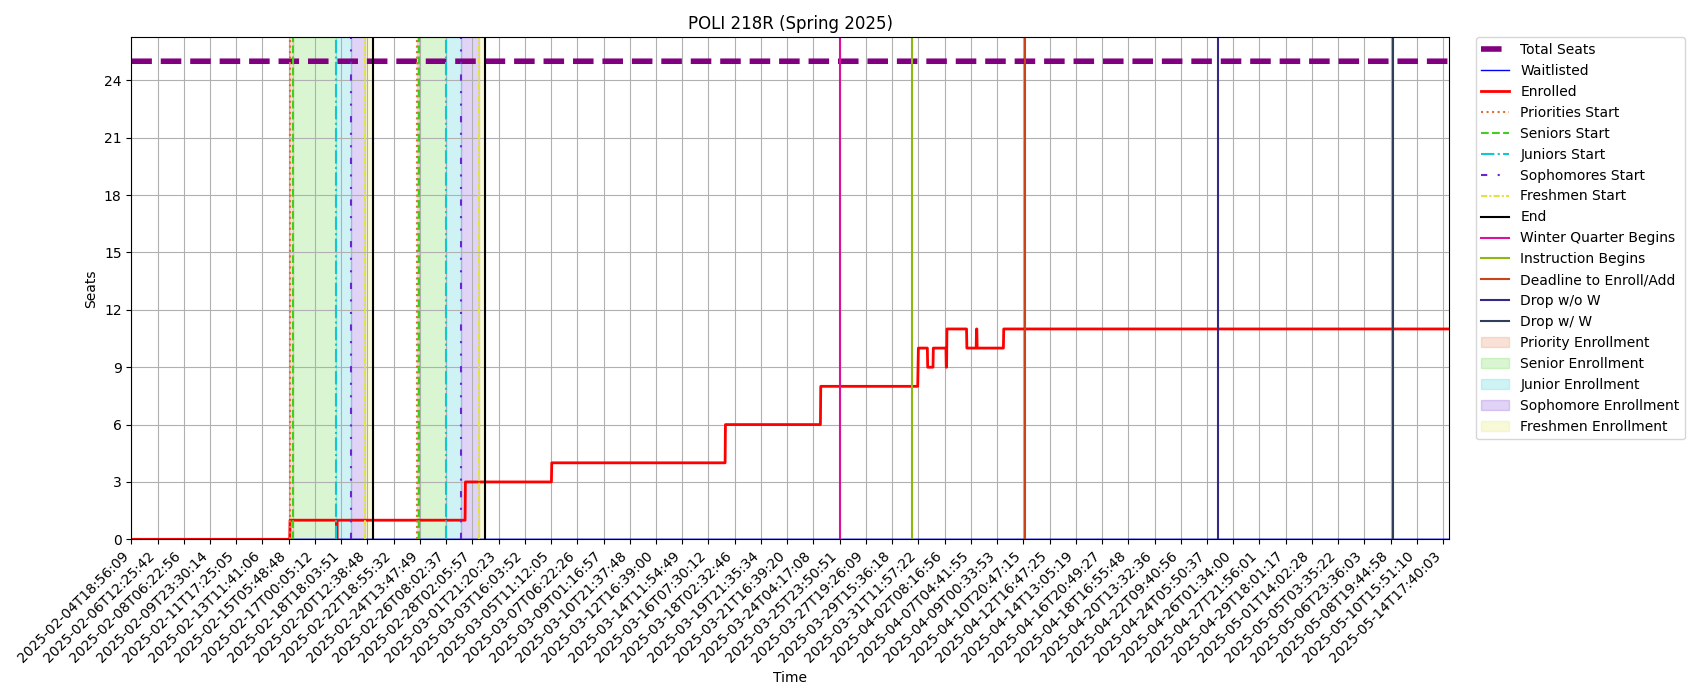 POLI 218R (Spring 2025)
Seats
24
21
18
15
12
9
6
3
0
2025-02-04T18:56:09
2025-02-06T12:25:42
2025-02-08T06:22:56
2025-02-09T23:30:14
2025-02-11T17:25:05
2025-02-13T11:41:06
2025-02-15T05:48:48
2025-02-17T00:05:12
2025-02-18T18:03:51
2025-02-20T12:38:48
2025-02-22T18:55:32
2025-02-24T13:47:49
2025-02-26T08:02:37
2025-02-28T02:05:57
2025-03-01T21:20:23
2025-03-03T16:03:52
2025-03-05T11:12:05
2025-03-07T06:22:26
2025-03-09T01:16:57
2025-03-10T21:37:48
2025-03-12T16:39:00
2025-03-14T11:54:49
2025-03-16T07:30:12
2025-03-18T02:32:46
2025-03-19T21:35:34
2025-03-21T16:39:20
2025-03-24T04:17:08
2025-03-25T23:50:51
2025-03-27T19:26:09
2025-03-29T15:36:18
2025-03-31T11:57:22
2025-04-02T08:16:56
2025-04-07T04:41:55
2025-04-09T00:33:53
2025-04-10T20:47:15
2025-04-12T16:47:25
2025-04-14T13:05:19
2025-04-16T20:49:27
2025-04-18T16:55:48
2025-04-20T13:32:36
2025-04-22T09:40:56
2025-04-24T05:50:37
2025-04-26T01:34:00
2025-04-27T21:56:01
2025-04-29T18:01:17
2025-05-01T14:02:28
2025-05-05T03:35:22
2025-05-06T23:36:03
2025-05-08T19:44:58
2025-05-10T15:51:10
2025-05-14T17:40:03
Time
Total Seats
Waitlisted
Enrolled
Priorities Start
Seniors Start
Juniors Start
Sophomores Start
Freshmen Start
End
Winter Quarter Begins
Instruction Begins
Deadline to Enroll/Add
Drop w/o W
Drop w/ W
Priority Enrollment
Senior Enrollment
Junior Enrollment
Sophomore Enrollment
Freshmen Enrollment